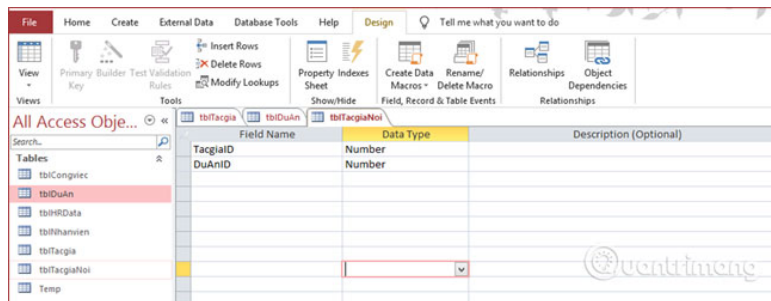 File Home Create External Data Database Tools Help Design Tell me what you want to do
View
Primary Key
Builder
Test Validation Rules
Insert Rows
Delete Rows
Modify Lookups
Property Sheet
Indexes
Create Data Macros
Rename/ Delete Macro
Relationships
Object Dependencies
Views Tools Show/Hide Field, Record & Table Events Relationships
All Access Obje... «
tblTacgia tblDuAn tblTacgiaNoi
Search...
Field Name Data Type Description (Optional)
TacgiaID Number
DuAnID Number
Tables
tblCongviec
tblDuAn
tblHRData
tblNhanvien
tblTacgia
tblTacgiaNoi
Temp
Quantrimang